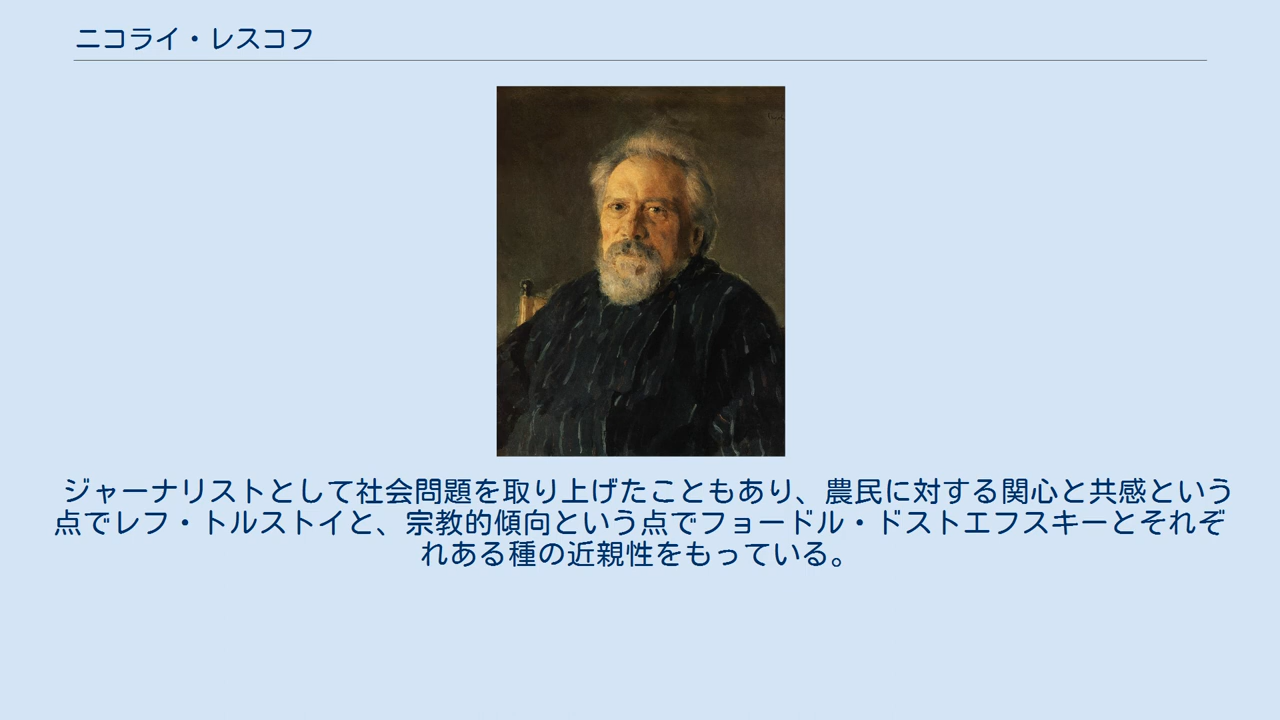 ニコライ・レスコフ
ジャーナリストとして社会問題を取り上げたこともあり、農民に対する関心と共感という
点でレフ・トルストイと、宗教的傾向という点でフョードル・ドストエフスキーとそれぞ
れある種の近親性をもっている。